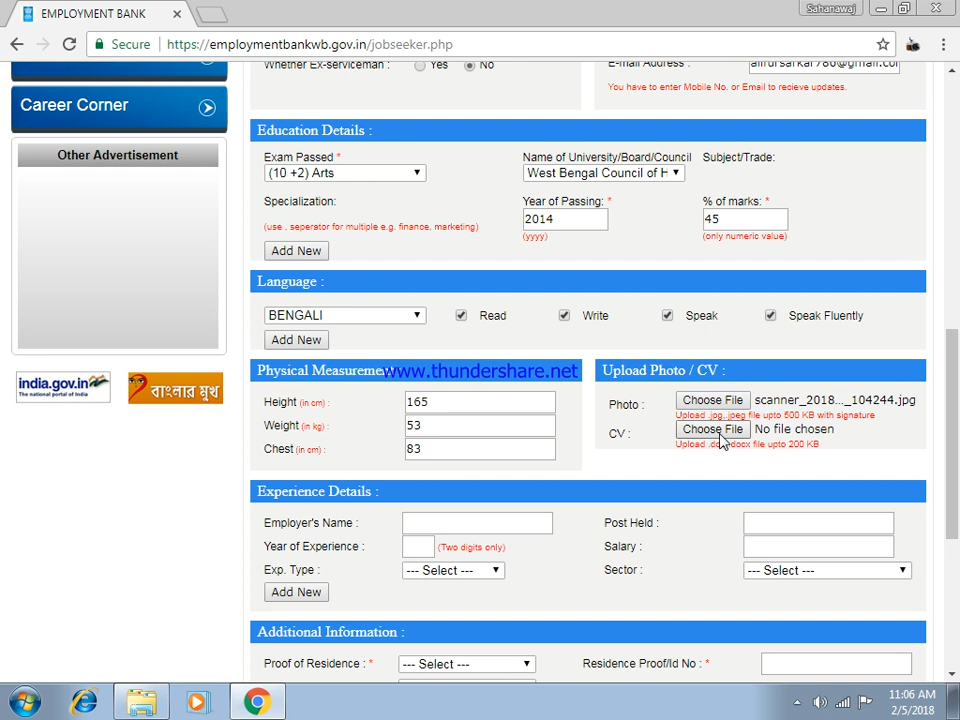 EMPLOYMENT BANK
Sahanawaj
Secure
https://employmentbankwb.gov.in/jobseeker.php
Career Corner
Other Advertisement
india.gov.in
The national portal of India
বাংলার মুখ
Whether Ex-serviceman : Yes No
E-mail Address :
You have to enter Mobile No. or Email to recieve updates.
Education Details :
Exam Passed * Name of University/Board/Council Subject/Trade:
(10 +2) Arts West Bengal Council of H
Specialization: Year of Passing: * % of marks: *
2014 45
(use , seperator for multiple e.g. finance, marketing) (yyyy) (only numeric value)
Add New
Language :
BENGALI Read Write Speak Speak Fluently
Add New
Physical Measurement
www.thundershare.net
Upload Photo / CV :
Height (in cm) : 165
Weight (in kg) : 53
Chest (in cm) : 83
Photo : Choose File scanner_2018..._104244.jpg
Upload .jpg,.jpeg file upto 500 KB with signature
CV : Choose File No file chosen
Upload .doc,.docx file upto 200 KB
Experience Details :
Employer's Name : Post Held :
Year of Experience : (Two digits only) Salary :
Exp. Type : --- Select --- Sector : --- Select ---
Add New
Additional Information :
Proof of Residence : * --- Select --- Residence Proof/Id No : *
11:06 AM
2/5/2018